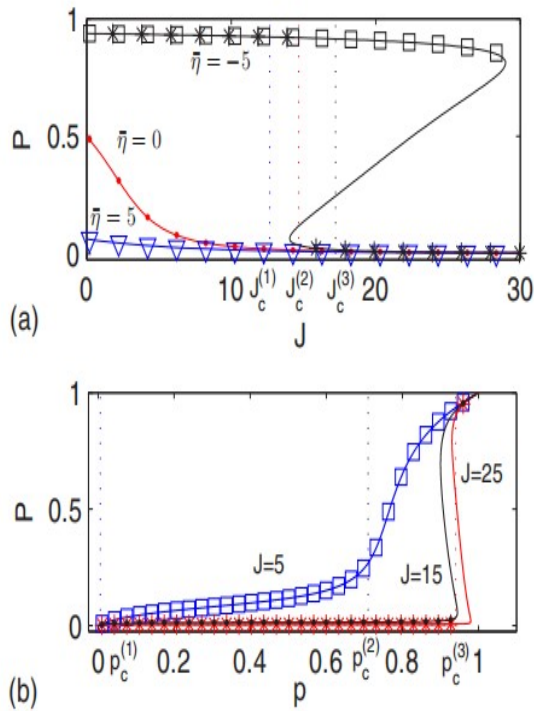 1
P
η̄ = −5
0.5
η̄ = 0
η̄ = 5
0
0 10 J_c^(1) J_c^(2) 20 J_c^(3) 30
(a)
J
1
P
J=25
0.5
J=5
J=15
0
0 p_c^(1) 0.2 0.4 0.6 p_c^(2) 0.8 p_c^(3) 1
(b)
p